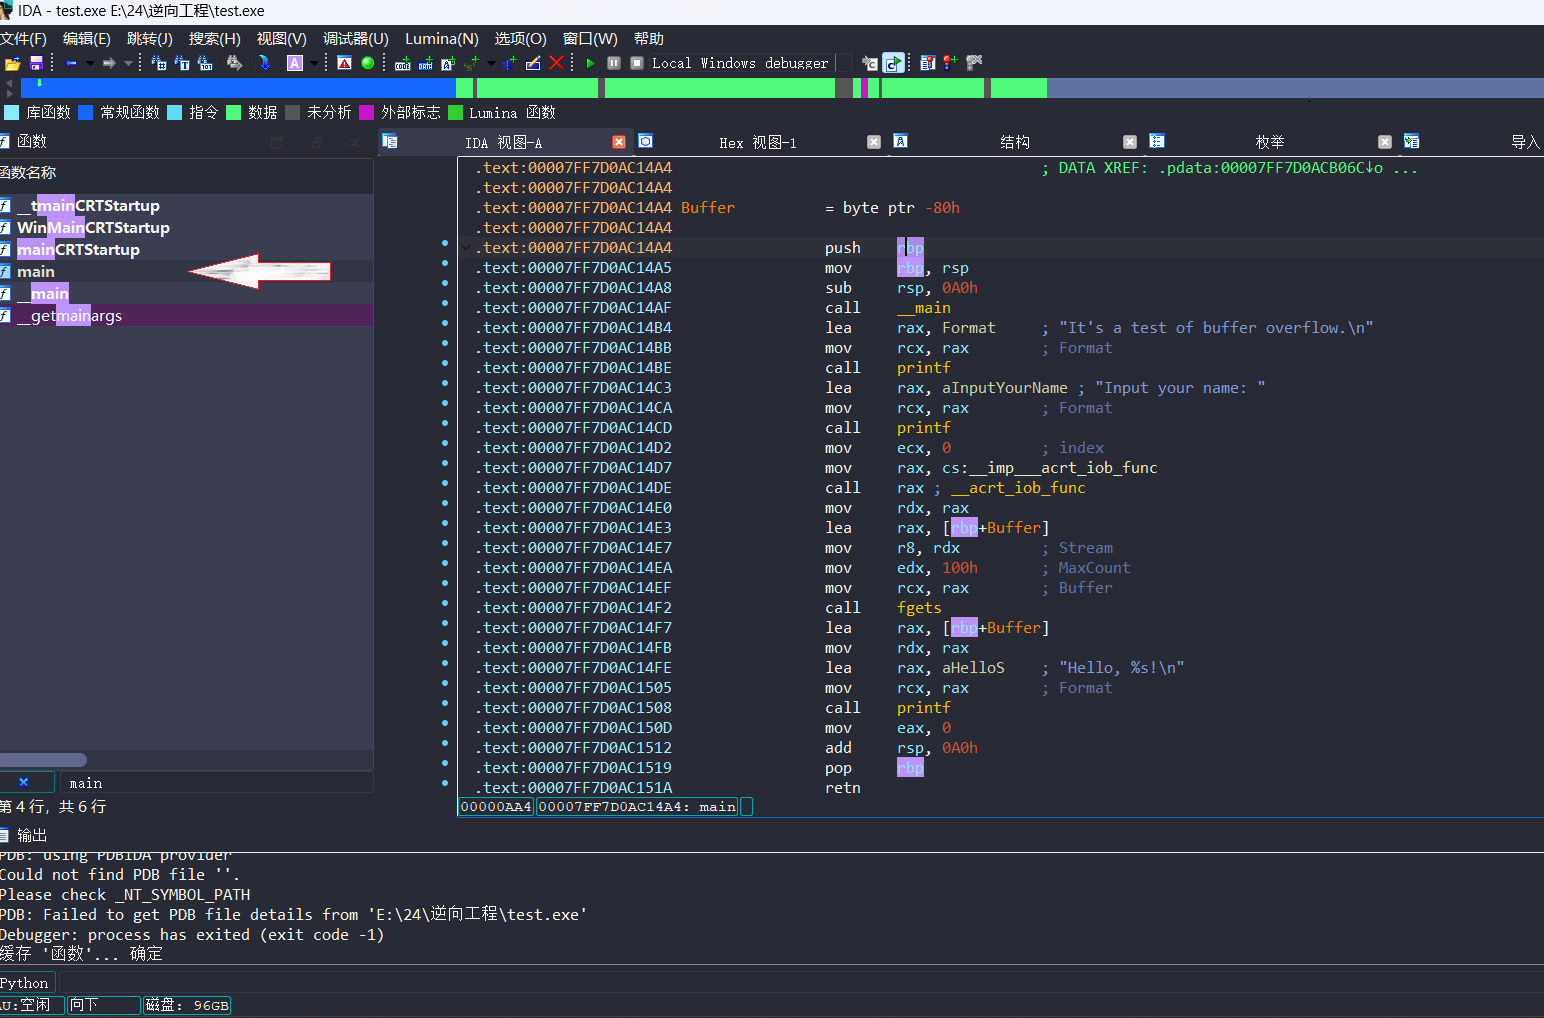 IDA - test.exe E:\24\逆向工程\test.exe
文件(F) 编辑(E) 跳转(J) 搜索(H) 视图(V) 调试器(U) Lumina(N) 选项(O) 窗口(W) 帮助
Local Windows debugger
库函数 常规函数 指令 数据 未分析 外部标志 Lumina 函数
函数
IDA 视图-A Hex 视图-1 结构 枚举 导入
函数名称
__tmainCRTStartup
WinMainCRTStartup
mainCRTStartup
main
__main
__getmainargs
main
第 4 行, 共 6 行
.text:00007FF7D0AC14A4 ; DATA XREF: .pdata:00007FF7D0ACB06C↓o ...
.text:00007FF7D0AC14A4
.text:00007FF7D0AC14A4 Buffer = byte ptr -80h
.text:00007FF7D0AC14A4
.text:00007FF7D0AC14A4 push rbp
.text:00007FF7D0AC14A5 mov rbp, rsp
.text:00007FF7D0AC14A8 sub rsp, 0A0h
.text:00007FF7D0AC14AF call __main
.text:00007FF7D0AC14B4 lea rax, Format ; "It's a test of buffer overflow.\n"
.text:00007FF7D0AC14BB mov rcx, rax ; Format
.text:00007FF7D0AC14BE call printf
.text:00007FF7D0AC14C3 lea rax, aInputYourName ; "Input your name: "
.text:00007FF7D0AC14CA mov rcx, rax ; Format
.text:00007FF7D0AC14CD call printf
.text:00007FF7D0AC14D2 mov ecx, 0 ; index
.text:00007FF7D0AC14D7 mov rax, cs:__imp___acrt_iob_func
.text:00007FF7D0AC14DE call rax ; __acrt_iob_func
.text:00007FF7D0AC14E0 mov rdx, rax
.text:00007FF7D0AC14E3 lea rax, [rbp+Buffer]
.text:00007FF7D0AC14E7 mov r8, rdx ; Stream
.text:00007FF7D0AC14EA mov edx, 100h ; MaxCount
.text:00007FF7D0AC14EF mov rcx, rax ; Buffer
.text:00007FF7D0AC14F2 call fgets
.text:00007FF7D0AC14F7 lea rax, [rbp+Buffer]
.text:00007FF7D0AC14FB mov rdx, rax
.text:00007FF7D0AC14FE lea rax, aHelloS ; "Hello, %s!\n"
.text:00007FF7D0AC1505 mov rcx, rax ; Format
.text:00007FF7D0AC1508 call printf
.text:00007FF7D0AC150D mov eax, 0
.text:00007FF7D0AC1512 add rsp, 0A0h
.text:00007FF7D0AC1519 pop rbp
.text:00007FF7D0AC151A retn
00000AA4 00007FF7D0AC14A4: main
输出
PDB: using PDBIDA provider
Could not find PDB file ''.
Please check _NT_SYMBOL_PATH
PDB: Failed to get PDB file details from 'E:\24\逆向工程\test.exe'
Debugger: process has exited (exit code -1)
缓存 '函数'... 确定
Python
AU:空闲 向下 磁盘: 96GB